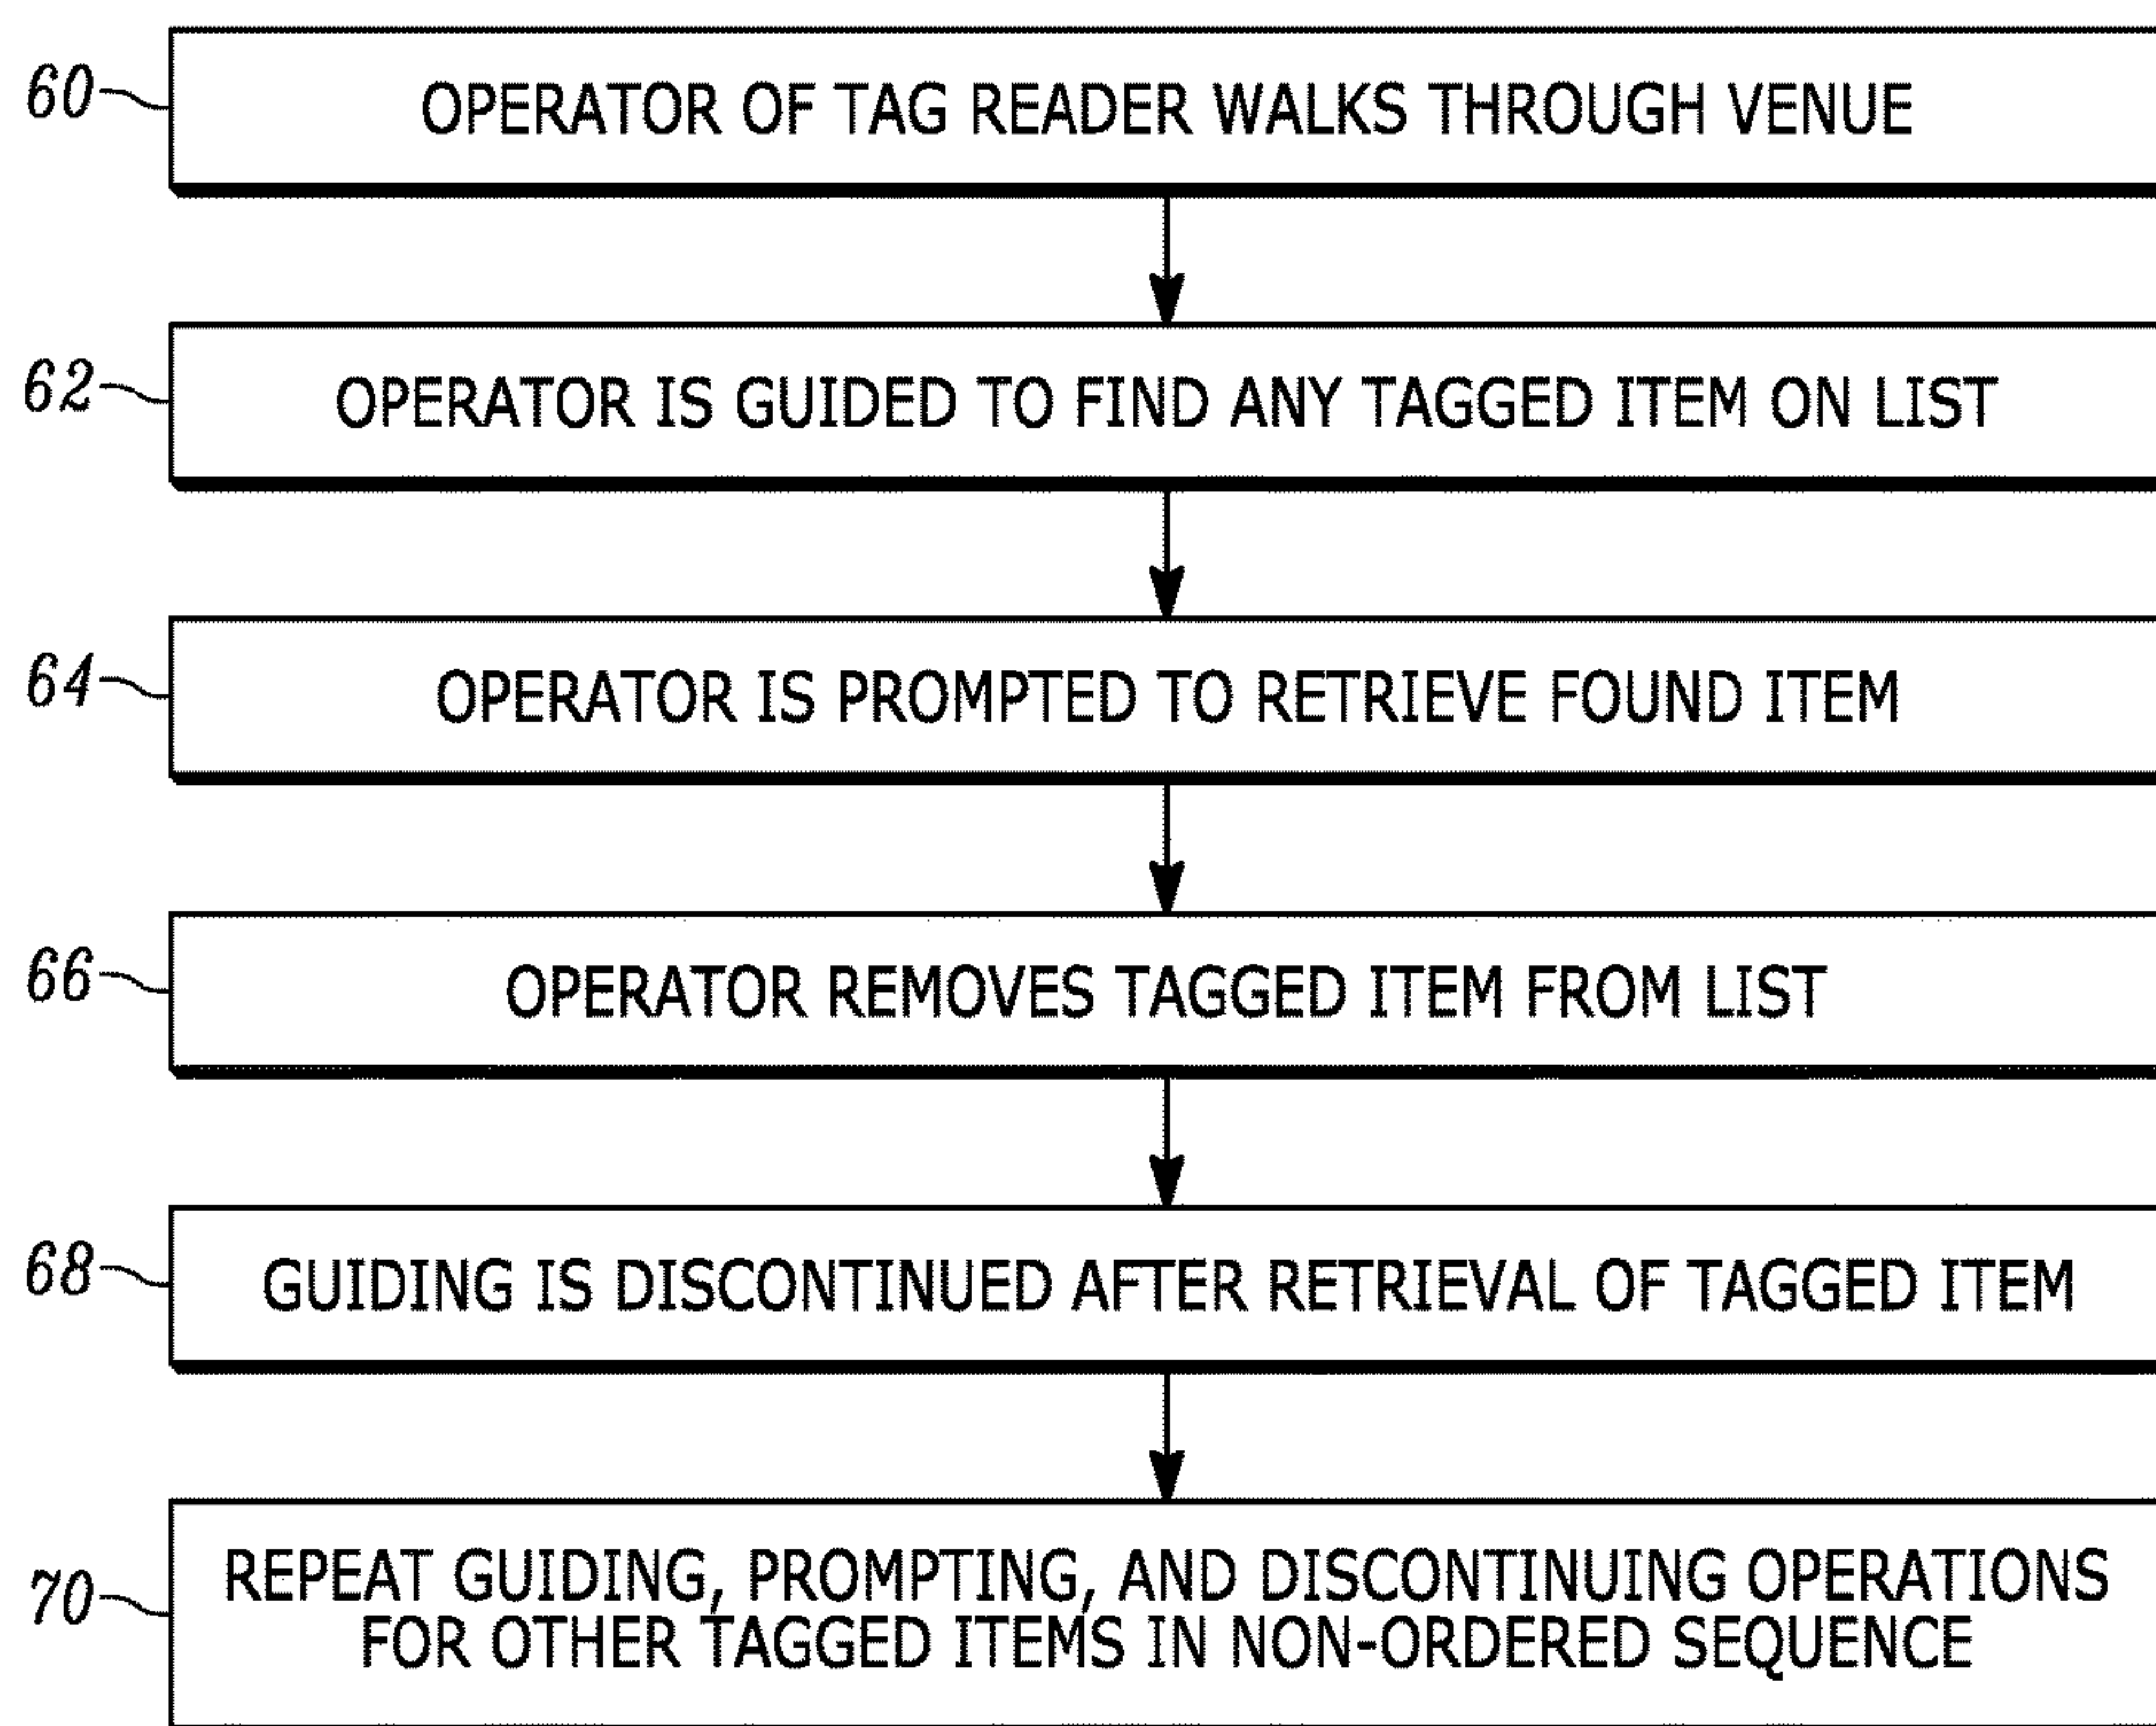 60 OPERATOR OF TAG READER WALKS THROUGH VENUE
62 OPERATOR IS GUIDED TO FIND ANY TAGGED ITEM ON LIST
64 OPERATOR IS PROMPTED TO RETRIEVE FOUND ITEM
66 OPERATOR REMOVES TAGGED ITEM FROM LIST
68 GUIDING IS DISCONTINUED AFTER RETRIEVAL OF TAGGED ITEM
70 REPEAT GUIDING, PROMPTING, AND DISCONTINUING OPERATIONS
FOR OTHER TAGGED ITEMS IN NON-ORDERED SEQUENCE